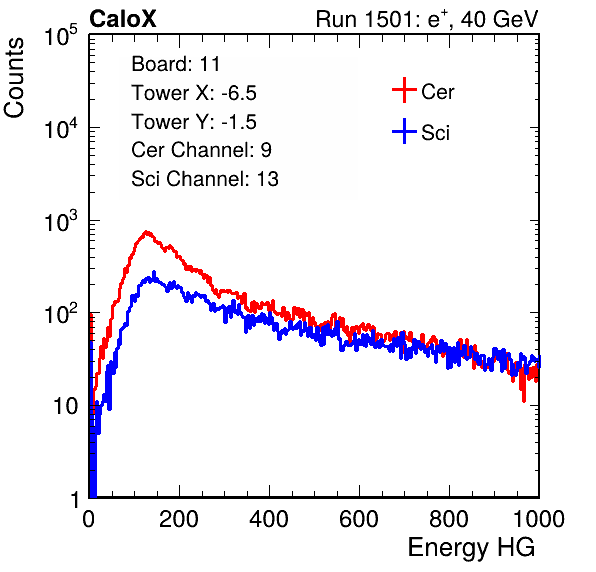 CaloX Run 1501: e+, 40 GeV
Counts
Board: 11
Tower X: -6.5
Tower Y: -1.5
Cer Channel: 9
Sci Channel: 13
Cer
Sci
10^5
10^4
10^3
10^2
10
1
0 200 400 600 800 1000
Energy HG